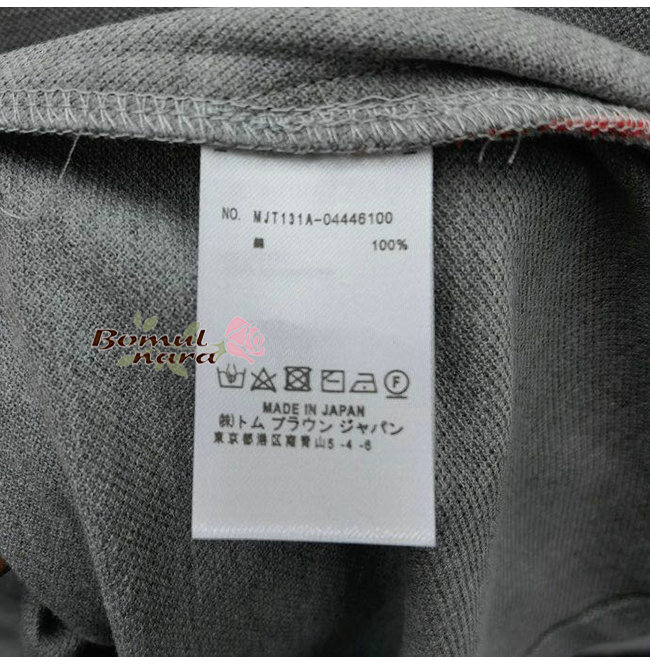 NO. MJT131A-04446100
綿 100%
Bomul
nara
F
MADE IN JAPAN
㈱トム ブラウン ジャパン
東京都港区南青山5-4-6